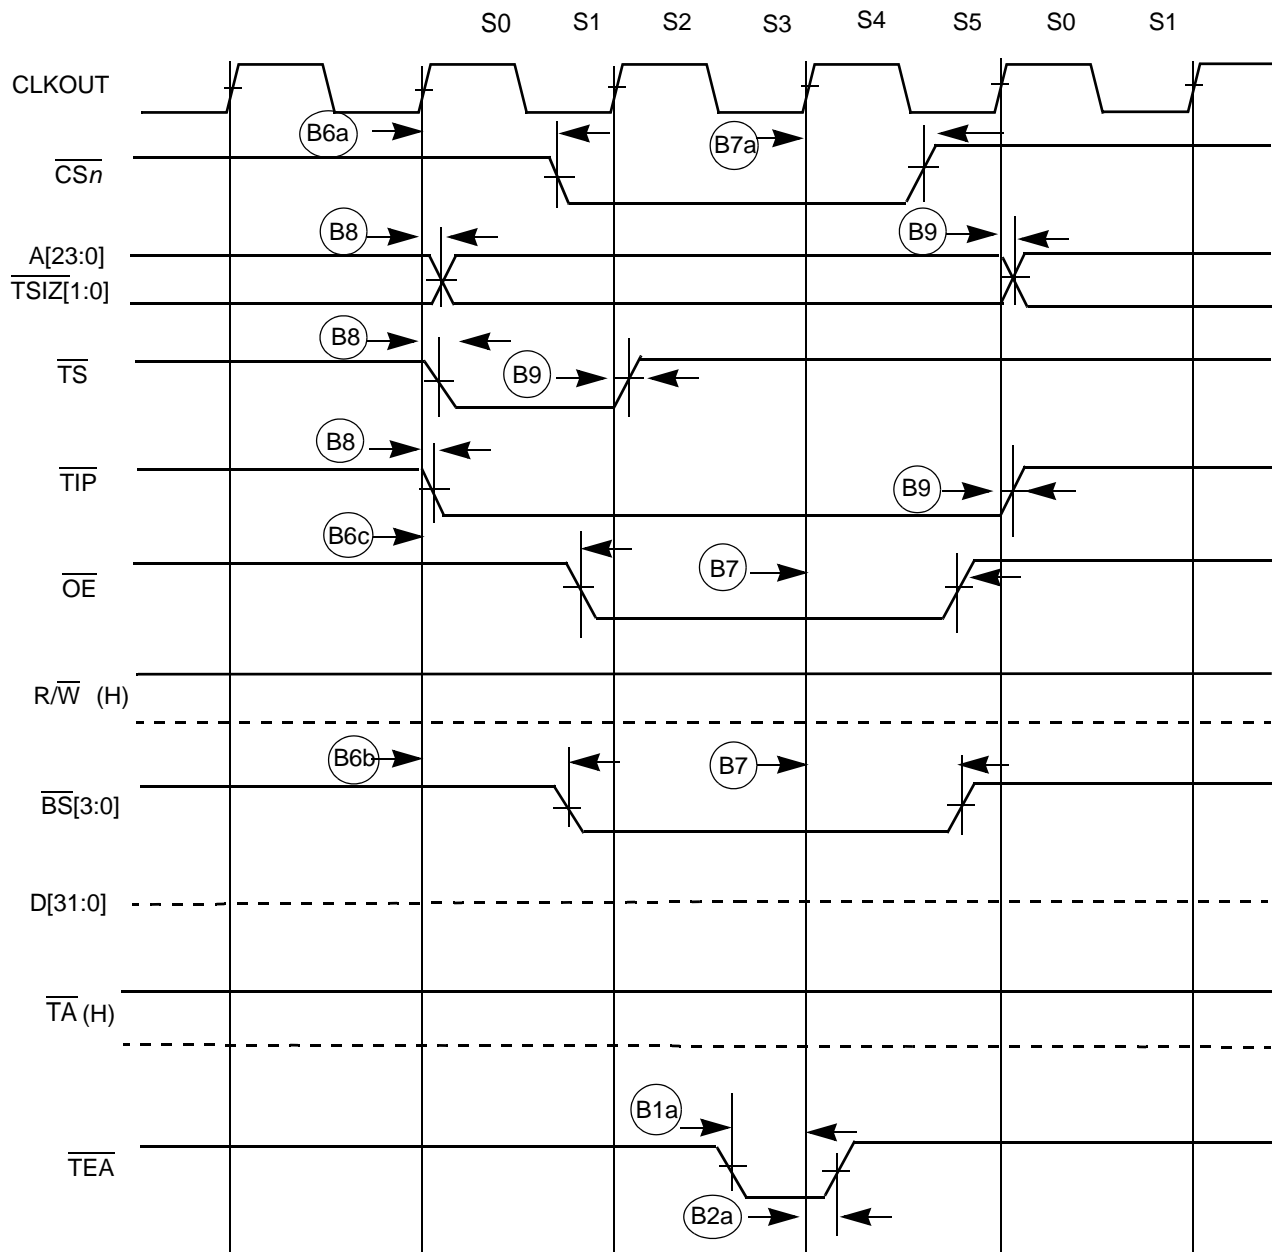 S0 S1 S2 S3 S4 S5 S0 S1
CLKOUT
B6a B7a
CSn
B8 B9
A[23:0]
TSIZ[1:0]
B8
TS B9
B8
TIP B9
B6c
OE B7
R/W (H)
B6b B7
BS[3:0]
D[31:0]
TA (H)
B1a
TEA
B2a